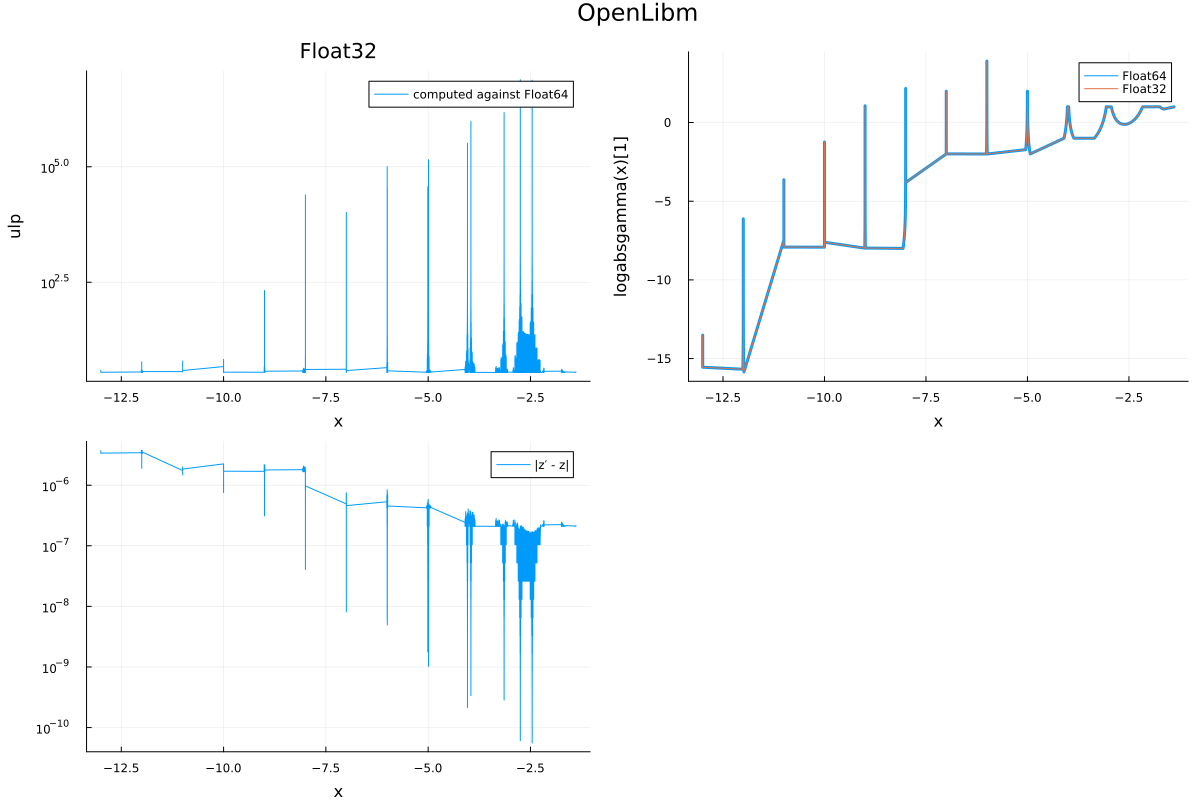 OpenLibm
Float32
computed against Float64
10^5.0
10^2.5
ulp
−12.5 −10.0 −7.5 −5.0 −2.5
x
Float64
Float32
0
−5
−10
−15
logabsgamma(x)[1]
−12.5 −10.0 −7.5 −5.0 −2.5
x
|z′ - z|
10^−6
10^−7
10^−8
10^−9
10^−10
−12.5 −10.0 −7.5 −5.0 −2.5
x